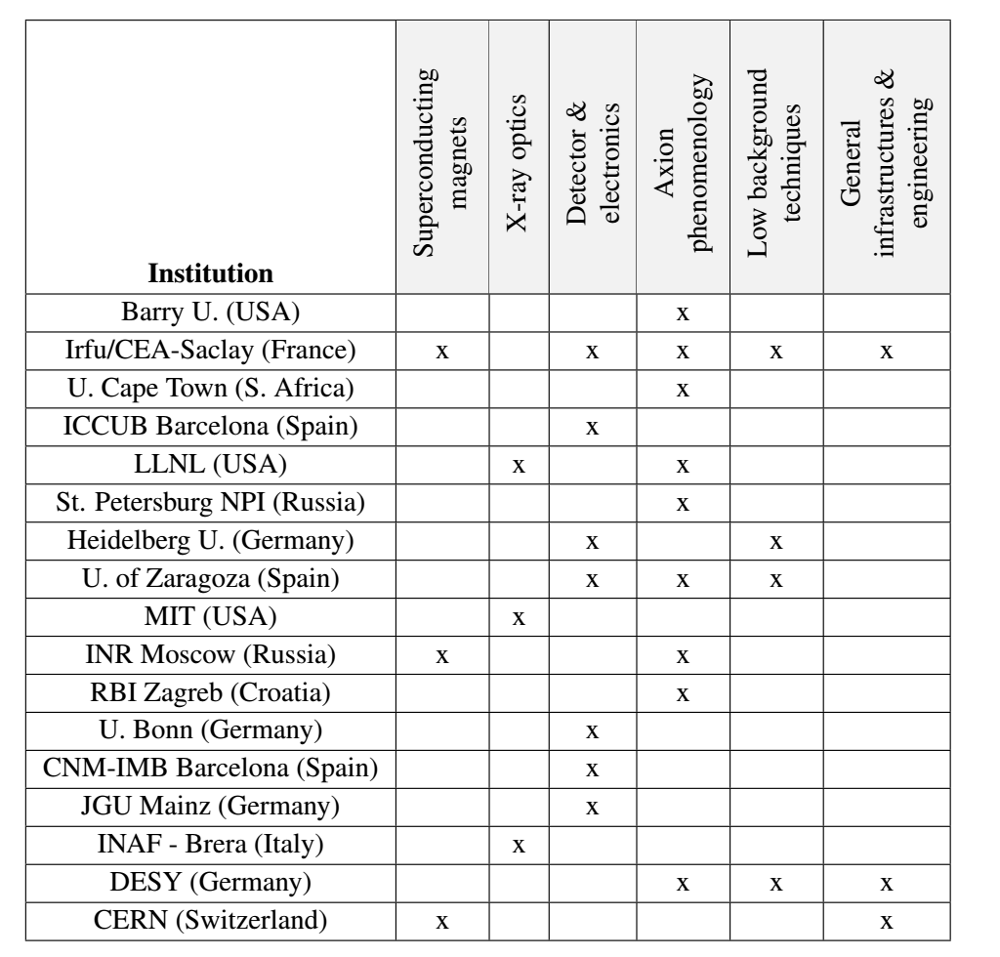 Institution
Superconducting
magnets
X-ray optics
Detector &
electronics
Axion
phenomenology
Low background
techniques
General
infrastructures &
engineering
Barry U. (USA) x
Irfu/CEA-Saclay (France) x x x x x
U. Cape Town (S. Africa) x
ICCUB Barcelona (Spain) x
LLNL (USA) x x
St. Petersburg NPI (Russia) x
Heidelberg U. (Germany) x x
U. of Zaragoza (Spain) x x x
MIT (USA) x
INR Moscow (Russia) x x
RBI Zagreb (Croatia) x
U. Bonn (Germany) x
CNM-IMB Barcelona (Spain) x
JGU Mainz (Germany) x
INAF - Brera (Italy) x
DESY (Germany) x x x
CERN (Switzerland) x x